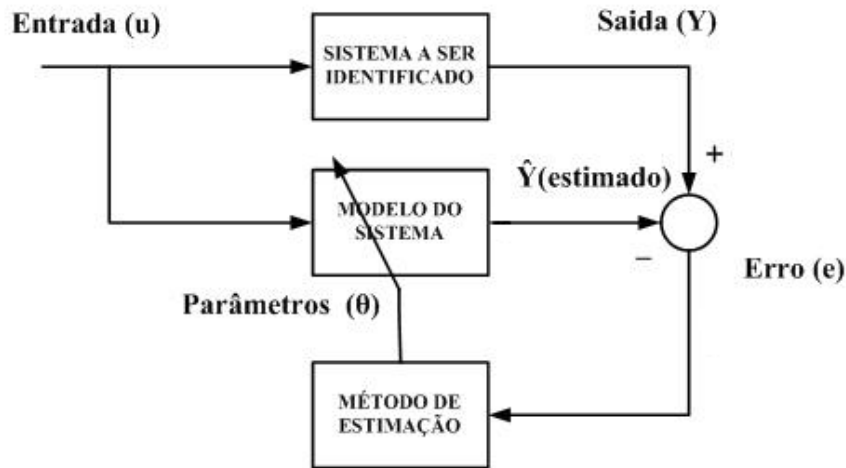 Entrada (u)
Saida (Y)
SISTEMA A SER
IDENTIFICADO
+
Ŷ(estimado)
MODELO DO
SISTEMA
−
Erro (e)
Parâmetros (θ)
MÉTODO DE
ESTIMAÇÃO